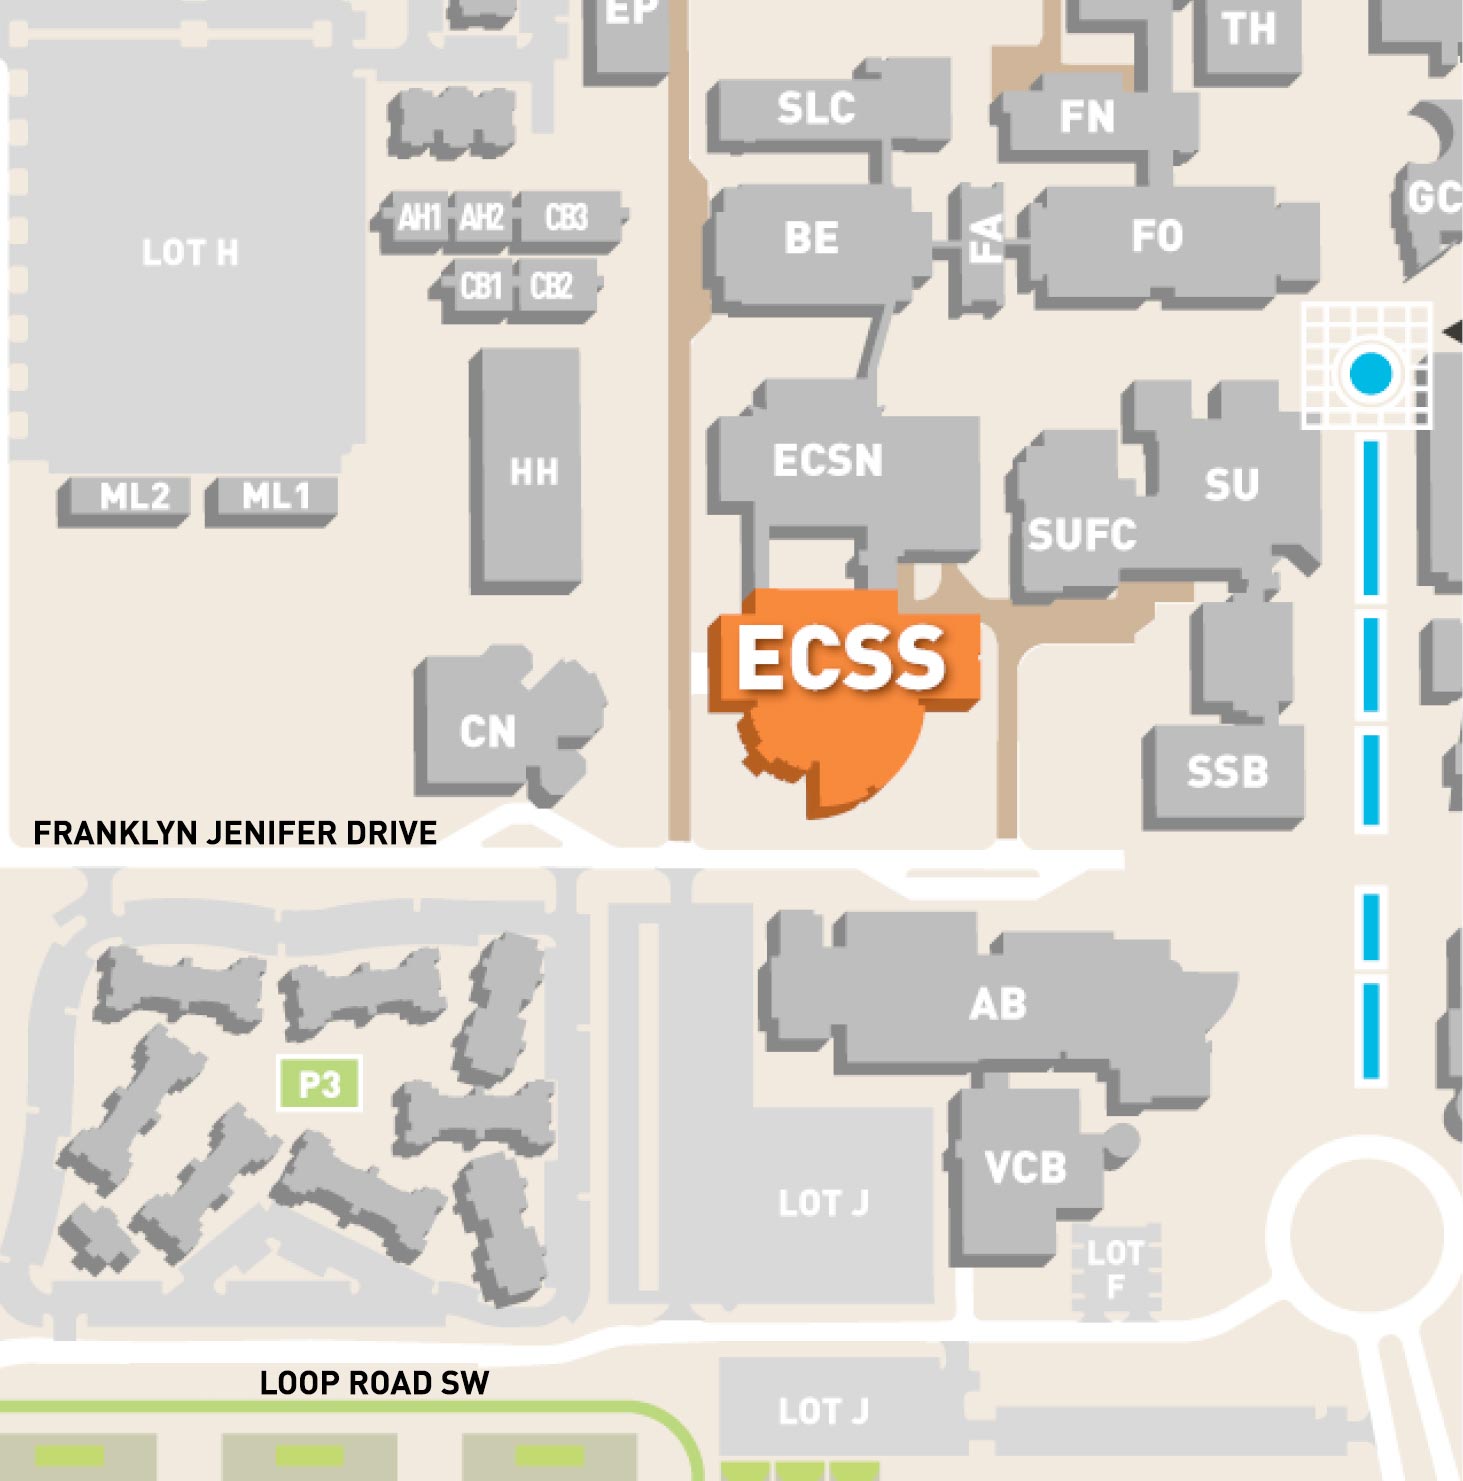 EP
TH
SLC
FN
AH1
AH2
CB3
BE
FA
FO
GC
LOT H
CB1
CB2
ECSN
HH
SU
ML2
ML1
SUFC
ECSS
CN
SSB
FRANKLYN JENIFER DRIVE
AB
P3
VCB
LOT J
LOT
F
LOOP ROAD SW
LOT J